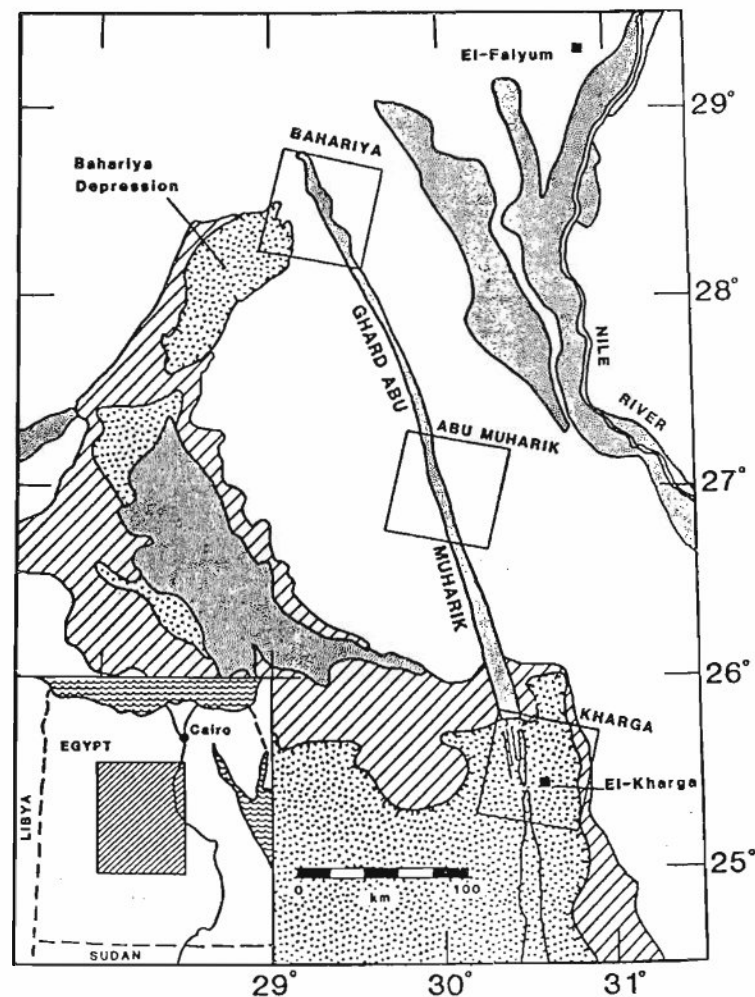 El-Faiyum
29°
BAHARIYA
Bahariya
Depression
28°
GHARD ABU
NILE
RIVER
ABU MUHARIK
27°
MUHARIK
26°
KHARGA
Cairo
EGYPT
El-Kharga
LIBYA
25°
0
100
km
SUDAN
29°
30°
31°